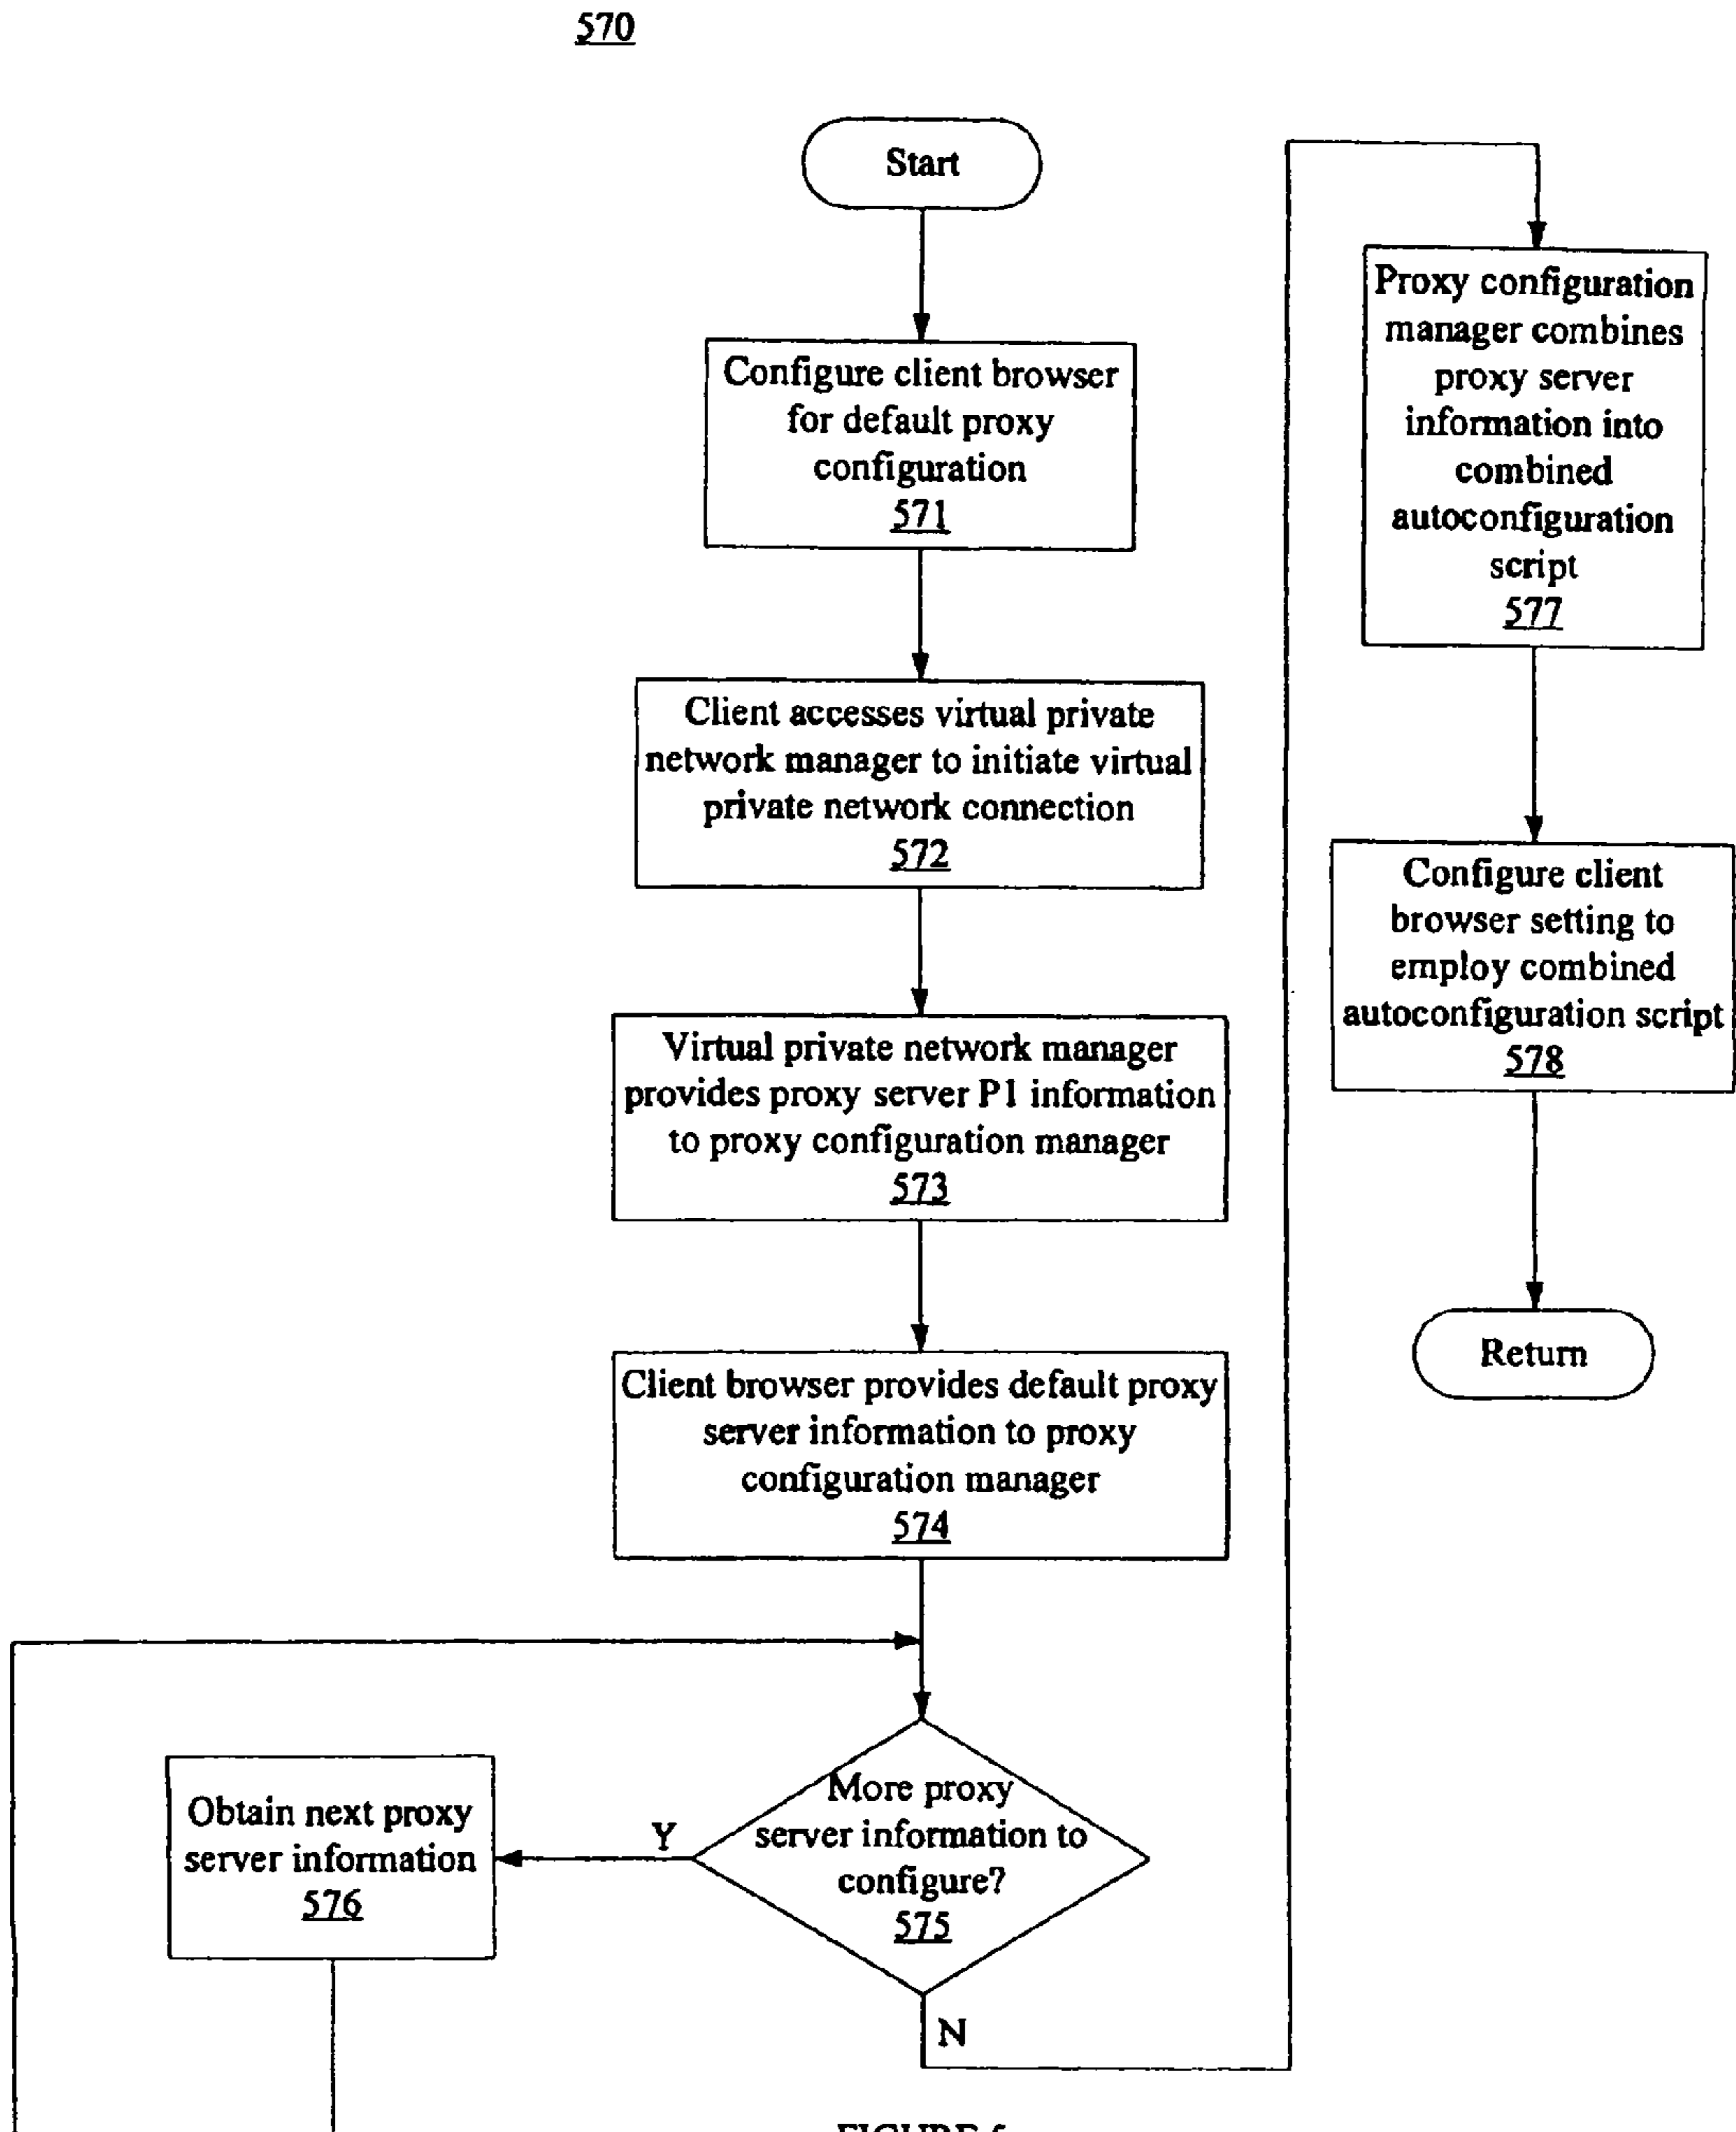 570
Start
Configure client browser
for default proxy
configuration
571
Client accesses virtual private
network manager to initiate virtual
private network connection
572
Virtual private network manager
provides proxy server P1 information
to proxy configuration manager
573
Client browser provides default proxy
server information to proxy
configuration manager
574
More proxy
server information to
configure?
575
Y
N
Obtain next proxy
server information
576
Proxy configuration
manager combines
proxy server
information into
combined
autoconfiguration
script
577
Configure client
browser setting to
employ combined
autoconfiguration script
578
Return